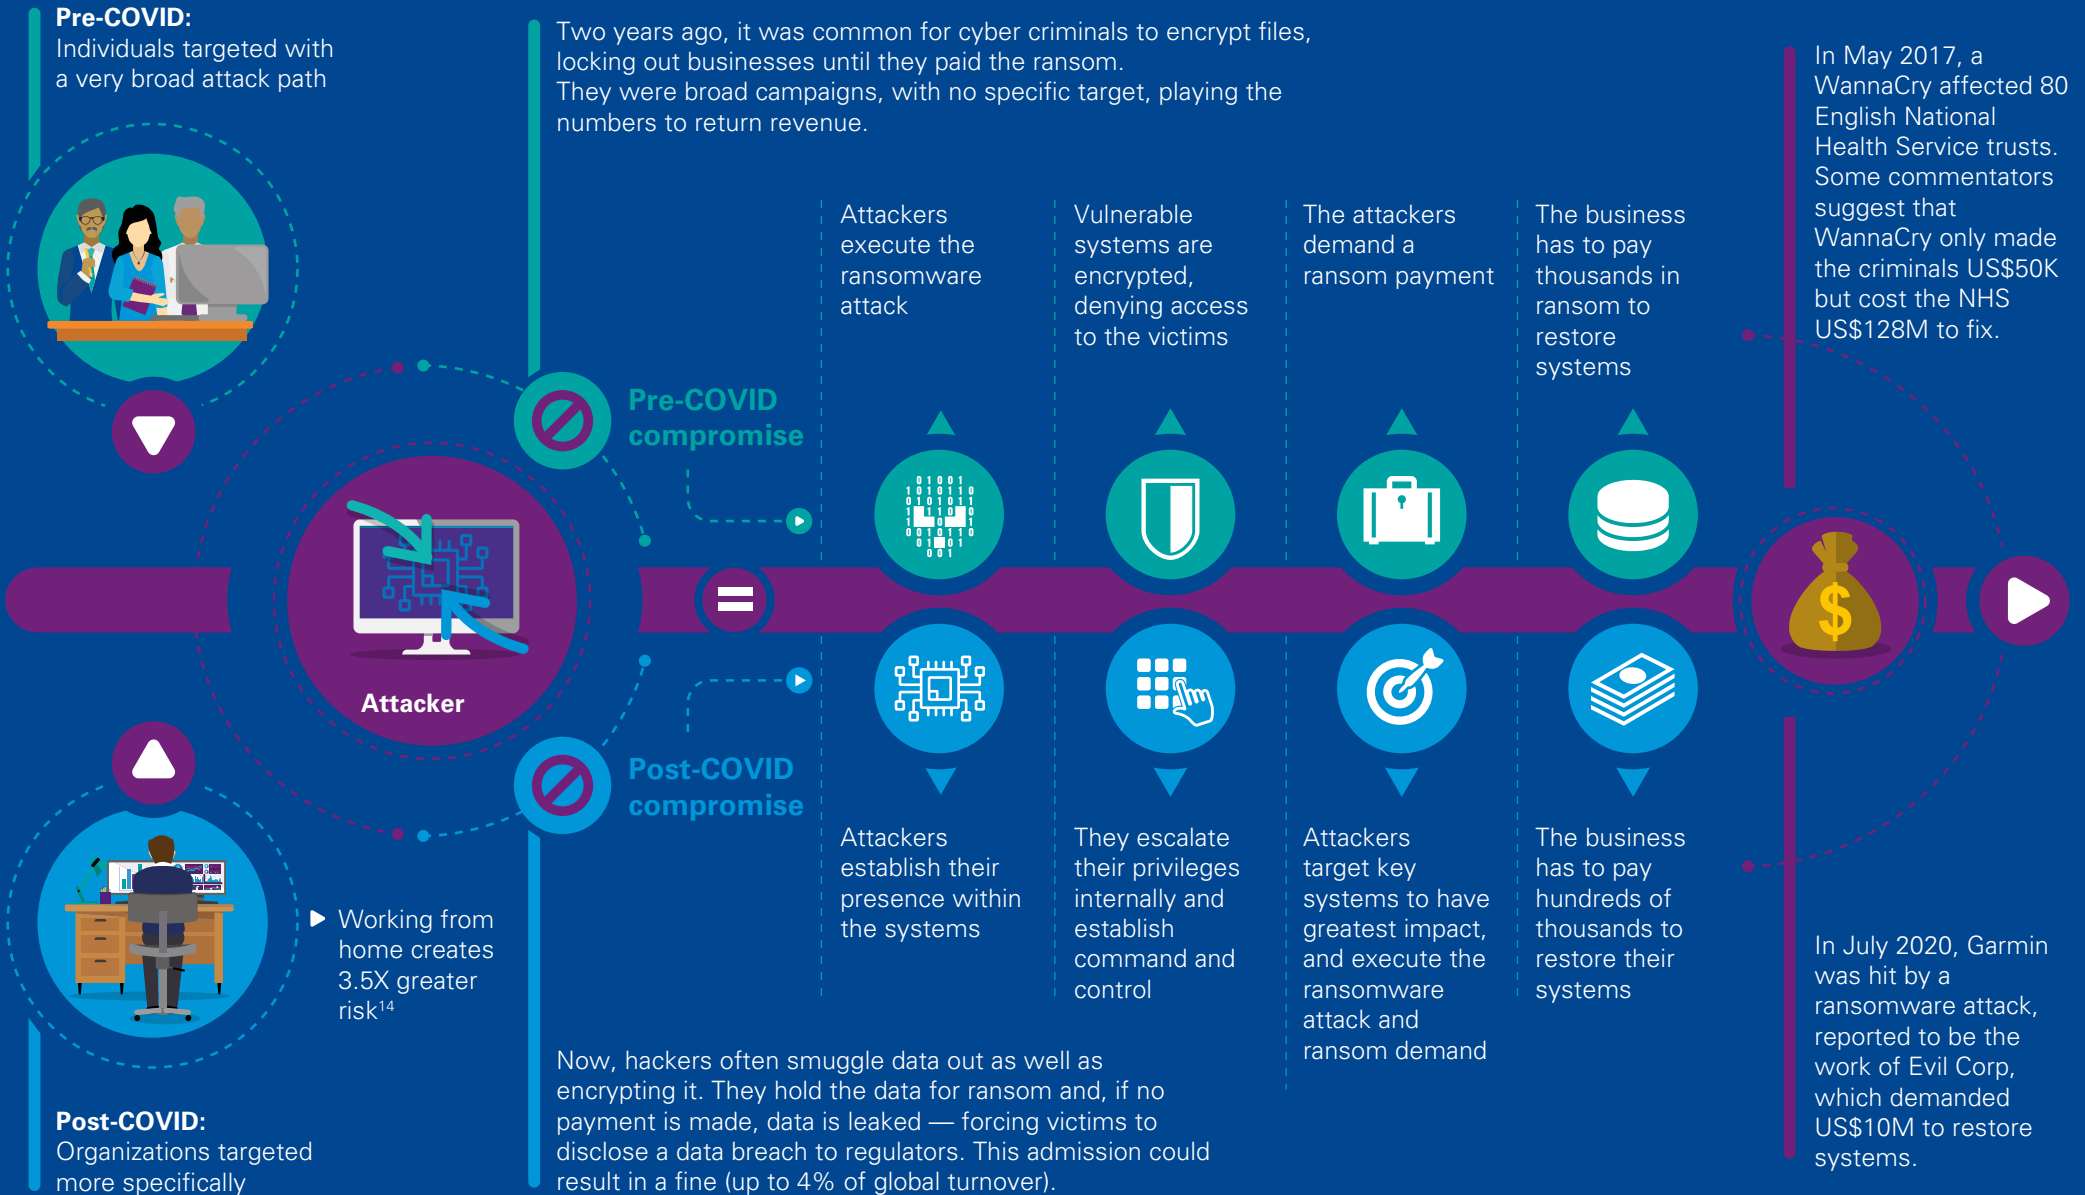 Pre-COVID:
Individuals targeted with
a very broad attack path
Two years ago, it was common for cyber criminals to encrypt files,
locking out businesses until they paid the ransom.
They were broad campaigns, with no specific target, playing the
numbers to return revenue.
In May 2017, a
WannaCry affected 80
English National
Health Service trusts.
Some commentators
suggest that
WannaCry only made
the criminals US$50K
but cost the NHS
US$128M to fix.
Pre-COVID
compromise
Attackers
execute the
ransomware
attack
Vulnerable
systems are
encrypted,
denying access
to the victims
The attackers
demand a
ransom payment
The business
has to pay
thousands in
ransom to
restore
systems
Attacker
=
$
Post-COVID
compromise
Attackers
establish their
presence within
the systems
They escalate
their privileges
internally and
establish
command and
control
Attackers
target key
systems to have
greatest impact,
and execute the
ransomware
attack and
ransom demand
The business
has to pay
hundreds of
thousands to
restore their
systems
Working from
home creates
3.5X greater
risk14
Post-COVID:
Organizations targeted
more specifically
Now, hackers often smuggle data out as well as
encrypting it. They hold the data for ransom and, if no
payment is made, data is leaked — forcing victims to
disclose a data breach to regulators. This admission could
result in a fine (up to 4% of global turnover).
In July 2020, Garmin
was hit by a
ransomware attack,
reported to be the
work of Evil Corp,
which demanded
US$10M to restore
systems.